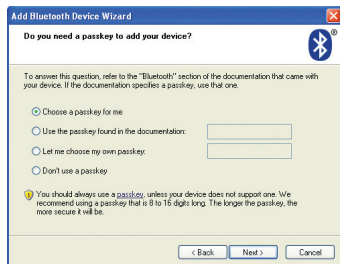 Add Bluetooth Device Wizard
Do you need a passkey to add your device?
To answer this question, refer to the "Bluetooth" section of the documentation that came with
your device. If the documentation specifies a passkey, use that one.
Choose a passkey for me
Use the passkey found in the documentation:
Let me choose my own passkey:
Don't use a passkey
You should always use a passkey, unless your device does not support one. We
recommend using a passkey that is 8 to 16 digits long. The longer the passkey, the
more secure it will be.
< Back Next > Cancel